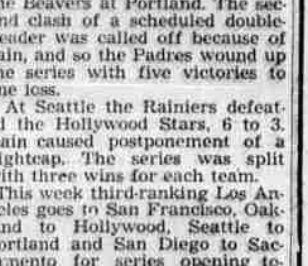 he Beavers at Portland. The sec-
nd clash of a scheduled double-
eader was called off because of
ain, and so the Padres wound up
he series with five victories to
ne loss.
At Seattle the Rainiers defeat-
d the Hollywood Stars, 6 to 3.
ain caused postponement of a
ightcap. The series was split
ith three wins for each team.
This week third-ranking Los An-
eles goes to San Francisco, Oak-
nd to Hollywood, Seattle to
ortland and San Diego to Sac-
amento for series opening to-